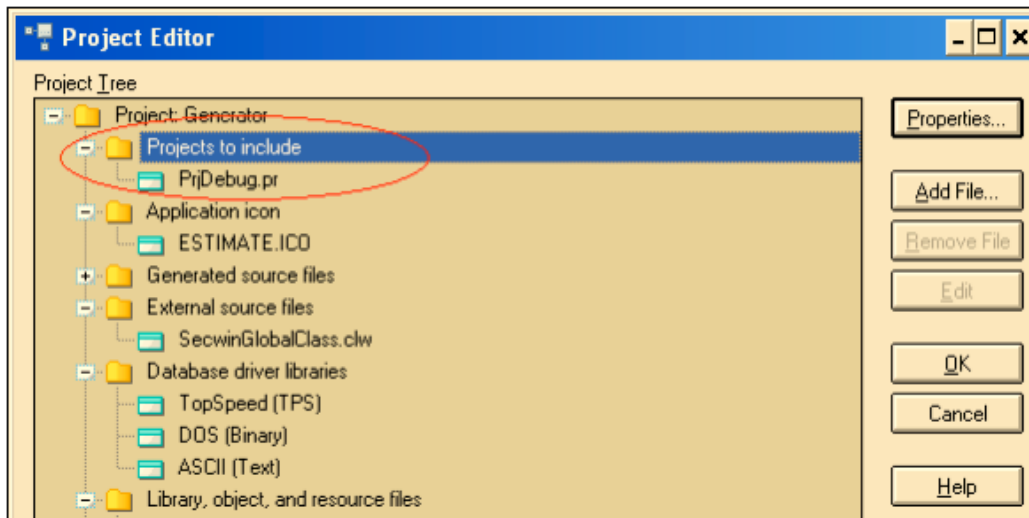 Project Editor
Project Tree
Project: Generator
Projects to include
PrjDebug.pr
Application icon
ESTIMATE.ICO
Generated source files
External source files
SecwinGlobalClass.clw
Database driver libraries
TopSpeed (TPS)
DOS (Binary)
ASCII (Text)
Library, object, and resource files
Properties...
Add File...
Remove File
Edit
OK
Cancel
Help